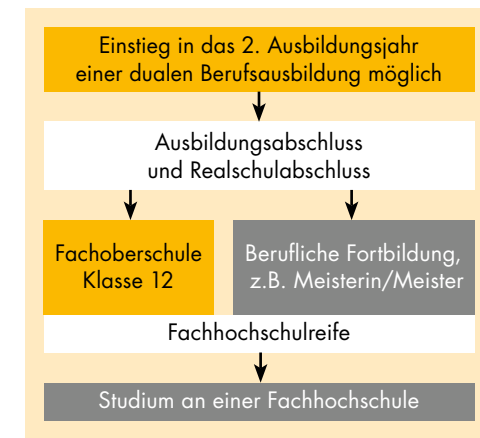 Einstieg in das 2. Ausbildungsjahr
einer dualen Berufsausbildung möglich
Ausbildungsabschluss
und Realschulabschluss
Fachoberschule
Klasse 12
Berufliche Fortbildung,
z.B. Meisterin/Meister
Fachhochschulreife
Studium an einer Fachhochschule